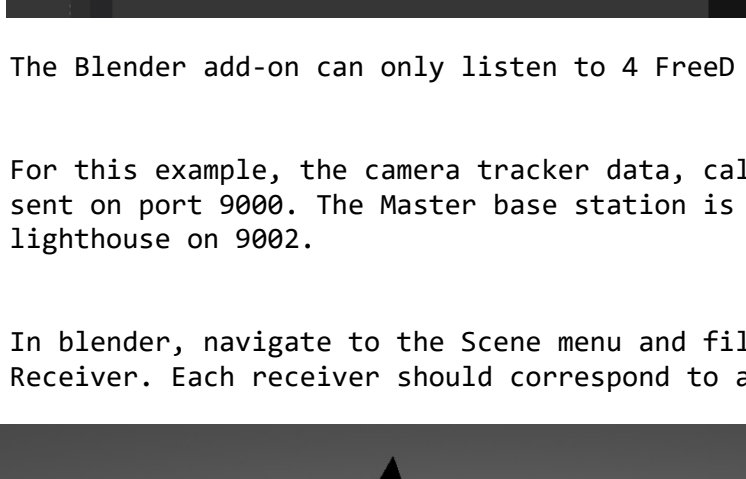 The Blender add-on can only listen to 4 FreeD
For this example, the camera tracker data,
sent on port 9000. The Master base station is
lighthouse on 9002.
In blender, navigate to the Scene menu and
Receiver. Each receiver should correspond to